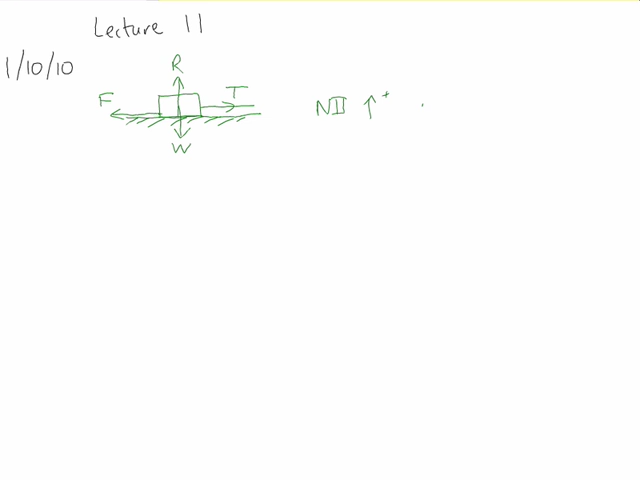 Lecture 11
1/10/10
R
F T
NII ↑+
W